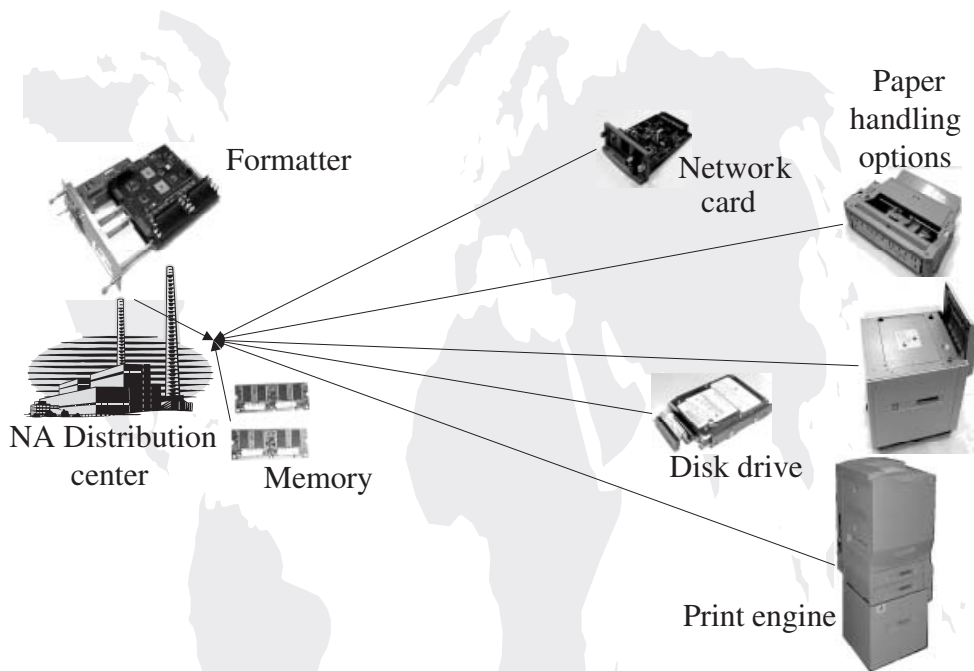 Formatter
Paper
handling
options
Network
card
NA Distribution
center
Memory
Disk drive
Print engine